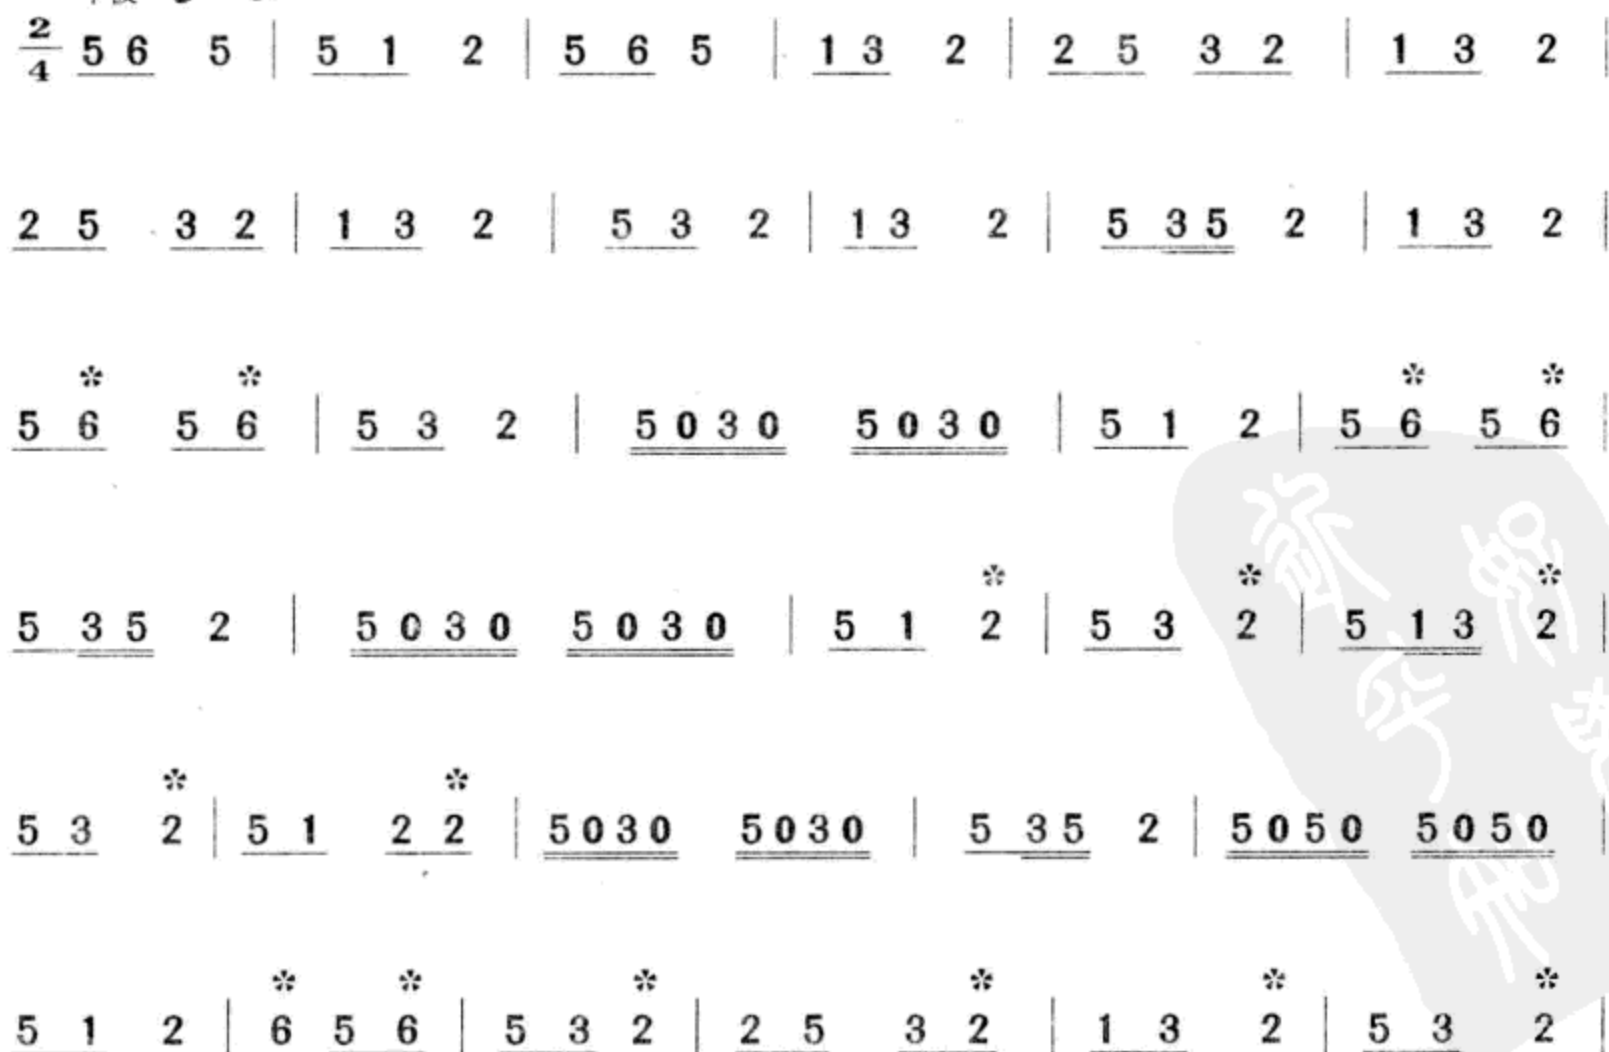 2/4 5 6 5 | 5 1 2 | 5 6 5 | 1 3 2 | 2 5 3 2 | 1 3 2 |
2 5 3 2 | 1 3 2 | 5 3 2 | 1 3 2 | 5 3 5 2 | 1 3 2 |
* * * *
5 6 5 6 | 5 3 2 | 5 0 3 0 5 0 3 0 | 5 1 2 | 5 6 5 6 |
* * *
5 3 5 2 | 5 0 3 0 5 0 3 0 | 5 1 2 | 5 3 2 | 5 1 3 2 |
* *
5 3 2 | 5 1 2 2 | 5 0 3 0 5 0 3 0 | 5 3 5 2 | 5 0 5 0 5 0 5 0 |
* * * * * *
5 1 2 | 6 5 6 | 5 3 2 | 2 5 3 2 | 1 3 2 | 5 3 2 |